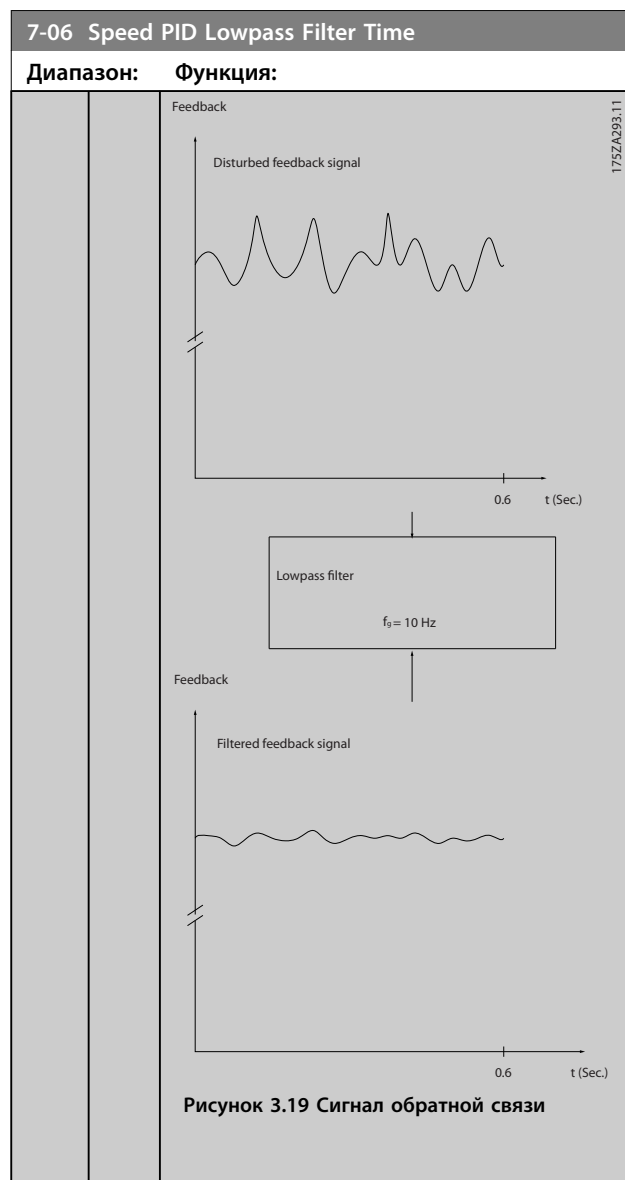 7-06 Speed PID Lowpass Filter Time
Диапазон: Функция:
Feedback
175ZA293.11
Disturbed feedback signal
0.6 t (Sec.)
Lowpass filter
fg = 10 Hz
Feedback
Filtered feedback signal
0.6 t (Sec.)
Рисунок 3.19 Сигнал обратной связи